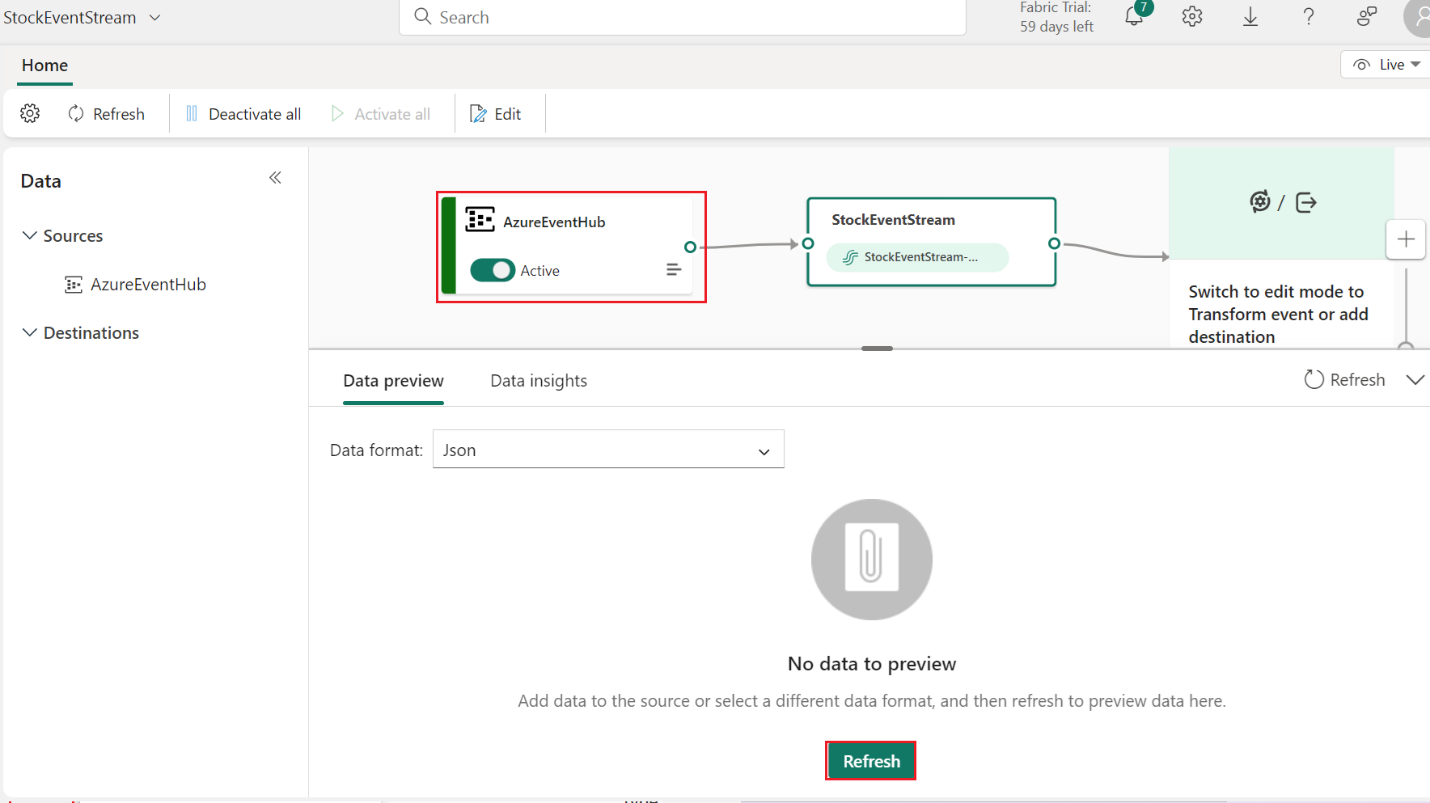 StockEventStream
Search
Fabric Trial:
59 days left
7
Home
Live
Refresh
Deactivate all
Activate all
Edit
Data
Sources
AzureEventHub
Destinations
AzureEventHub
Active
StockEventStream
StockEventStream-...
/
Switch to edit mode to
Transform event or add
destination
Data preview
Data insights
Refresh
Data format:
Json
No data to preview
Add data to the source or select a different data format, and then refresh to preview data here.
Refresh